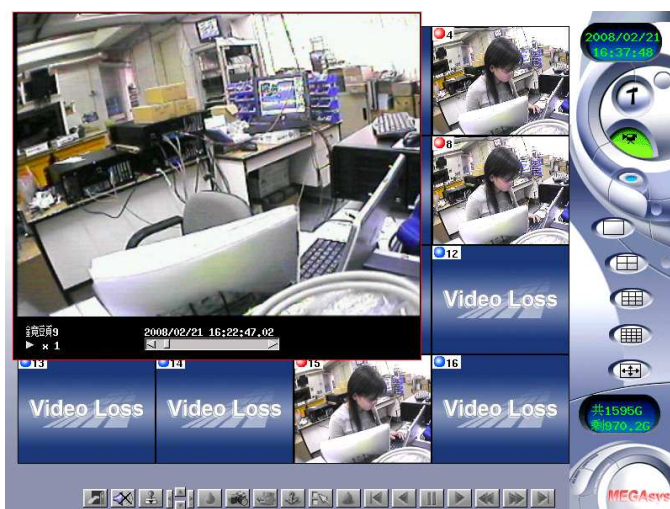 4
2008/02/21
16:37:48
8
12
Video Loss
鏡頭9
2008/02/21 16:22:47.02
x 1
13
14
15
16
Video Loss
Video Loss
Video Loss
共1595G
剩970.2G
MEGAsys